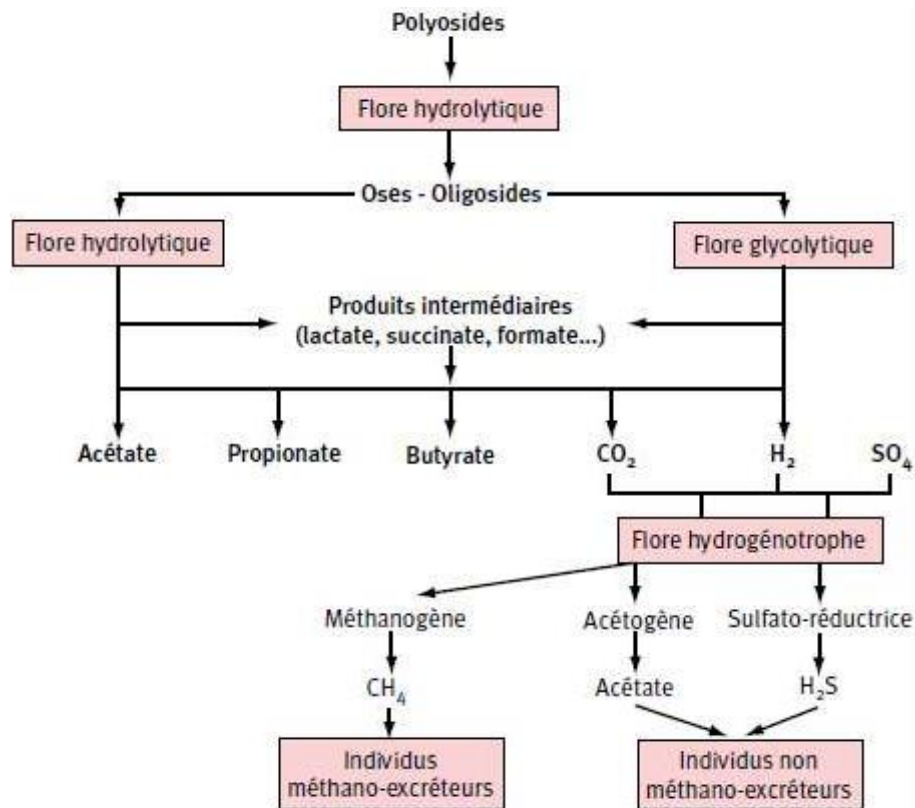 Polyosides
Flore hydrolytique
Oses - Oligosides
Flore hydrolytique
Flore glycolytique
Produits intermédiaires
(lactate, succinate, formate...)
Acétate
Propionate
Butyrate
CO₂
H₂
SO₄
Flore hydrogénotrophe
Méthanogène
Acétogène
Sulfato-réductrice
CH₄
Acétate
H₂S
Individus
méthano-excréteurs
Individus non
méthano-excréteurs